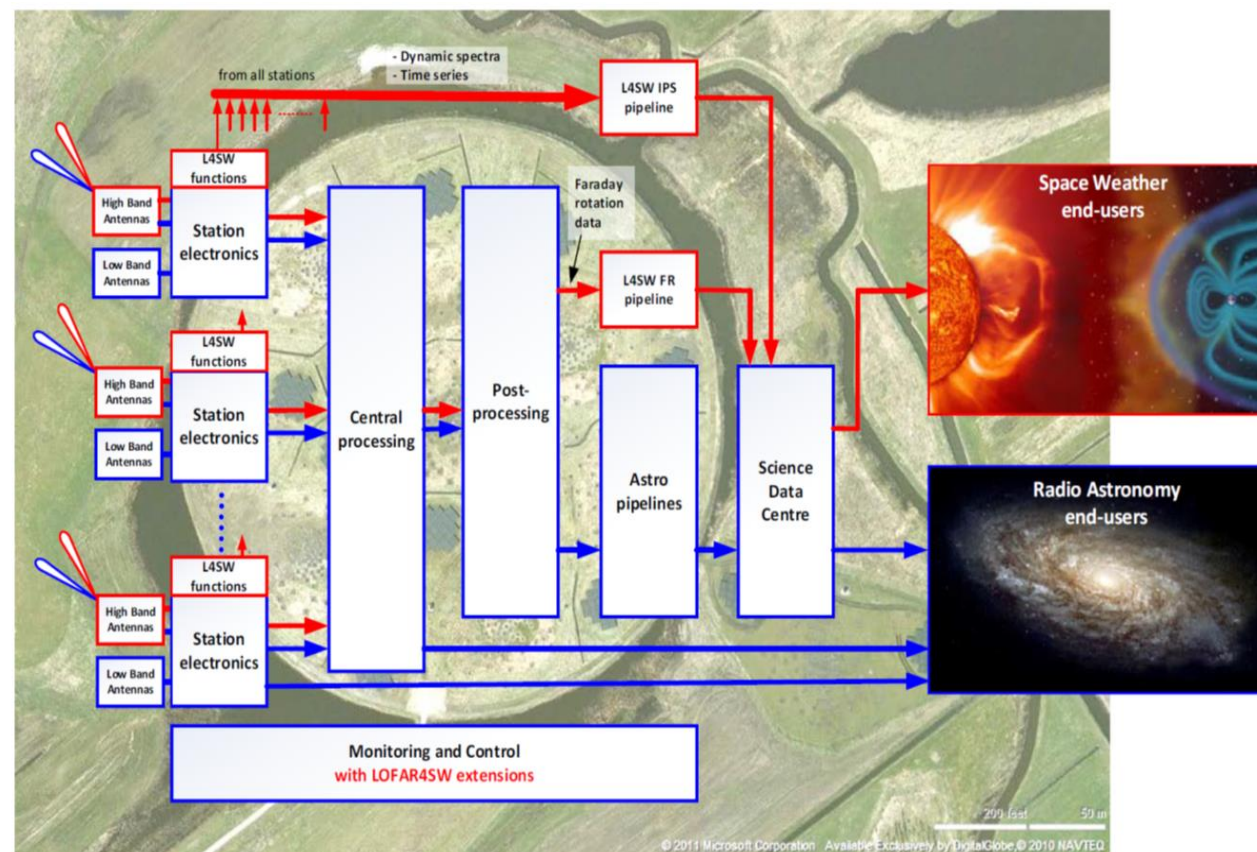 from all stations
- Dynamic spectra
- Time series
L4SW IPS
pipeline
L4SW
functions
High Band
Antennas
Station
electronics
Low Band
Antennas
Faraday
rotation
data
L4SW FR
pipeline
Space Weather
end-users
L4SW
functions
High Band
Antennas
Station
electronics
Low Band
Antennas
Central
processing
Post-
processing
Astro
pipelines
Science
Data
Centre
Radio Astronomy
end-users
L4SW
functions
High Band
Antennas
Station
electronics
Low Band
Antennas
Monitoring and Control
with LOFAR4SW extensions
200 feet
50 m
© 2011 Microsoft Corporation Available Exclusively by DigitalGlobe, © 2010 NAVTEQ